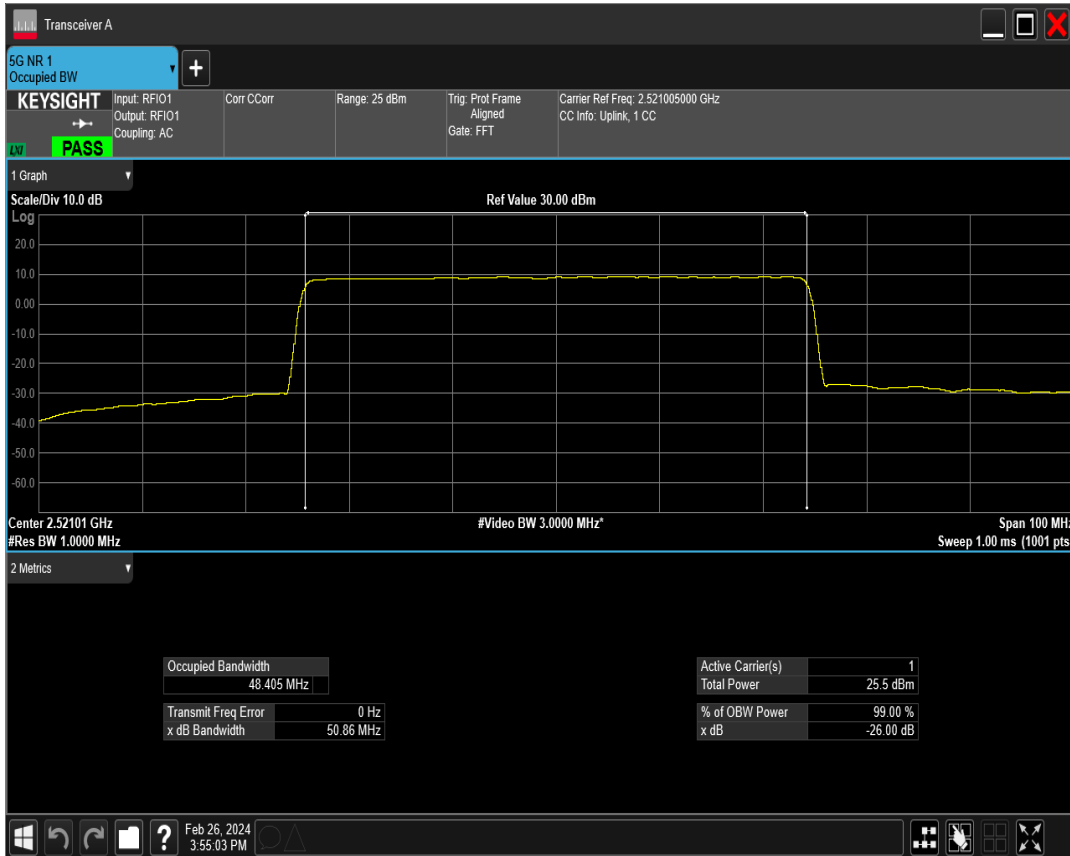 Transceiver A
5G NR 1
Occupied BW
KEYSIGHT
LXI
PASS
Input: RFIO1
Output: RFIO1
Coupling: AC
Corr CCorr
Range: 25 dBm
Trig: Prot Frame
Aligned
Gate: FFT
Carrier Ref Freq: 2.521005000 GHz
CC Info: Uplink, 1 CC
1 Graph
Scale/Div 10.0 dB
Ref Value 30.00 dBm
Log
20.0
10.0
0.00
-10.0
-20.0
-30.0
-40.0
-50.0
-60.0
Center 2.52101 GHz
#Video BW 3.0000 MHz*
Span 100 MHz
#Res BW 1.0000 MHz
Sweep 1.00 ms (1001 pts
2 Metrics
Occupied Bandwidth
48.405 MHz
Transmit Freq Error 0 Hz
x dB Bandwidth 50.86 MHz
Active Carrier(s) 1
Total Power 25.5 dBm
% of OBW Power 99.00 %
x dB -26.00 dB
?
Feb 26, 2024
3:55:03 PM